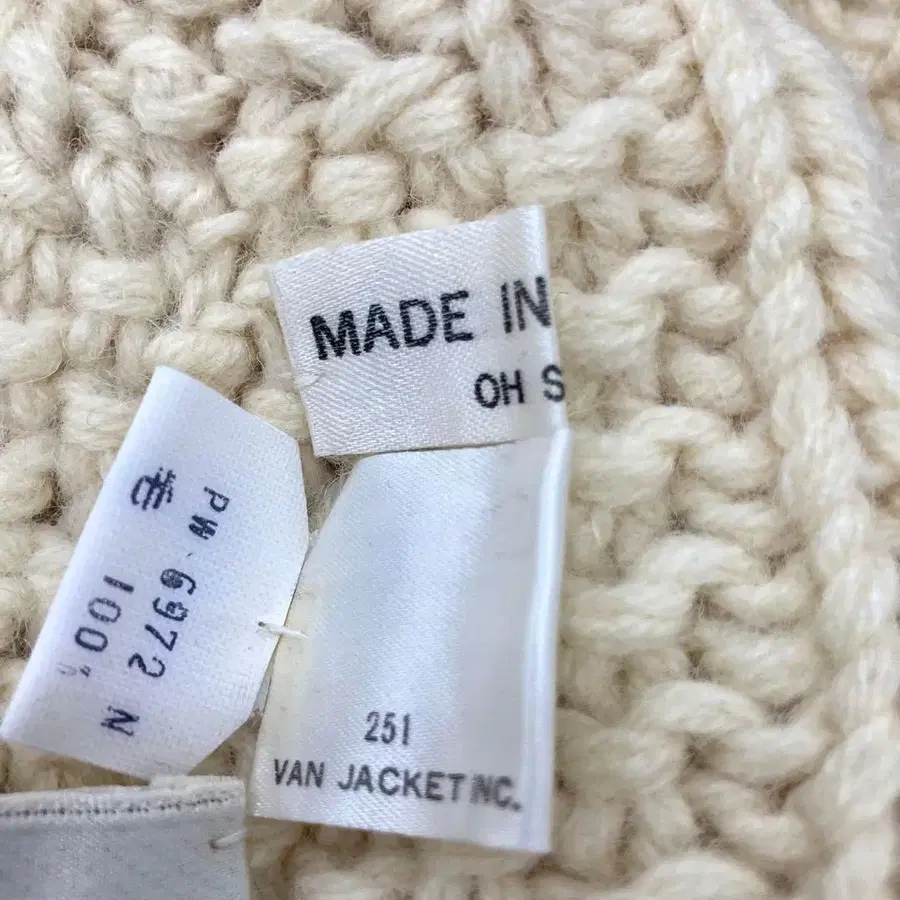 MADE IN
OH S
PW 6972 N
毛 100%
251
VAN JACKET INC.